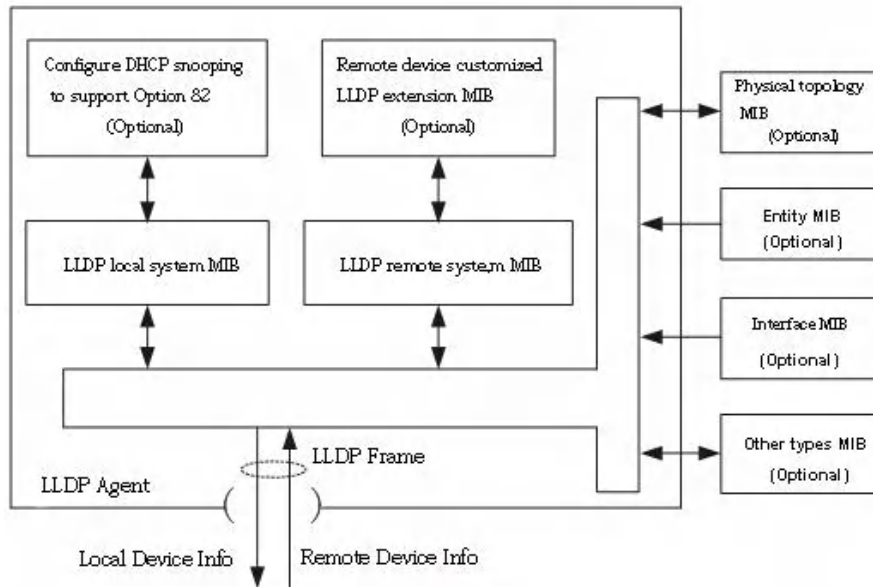 Configure DHCP snooping
to support Option 82
(Optional)
Remote device customized
LLDP extension MIB
(Optional)
Physical topology
MIB
(Optional)
LLDP local system MIB
LLDP remote syste,m MIB
Entity MIB
(Optional)
Interface MIB
(Optional)
Other types MIB
(Optional)
LLDP Frame
LLDP Agent
Local Device Info
Remote Device Info